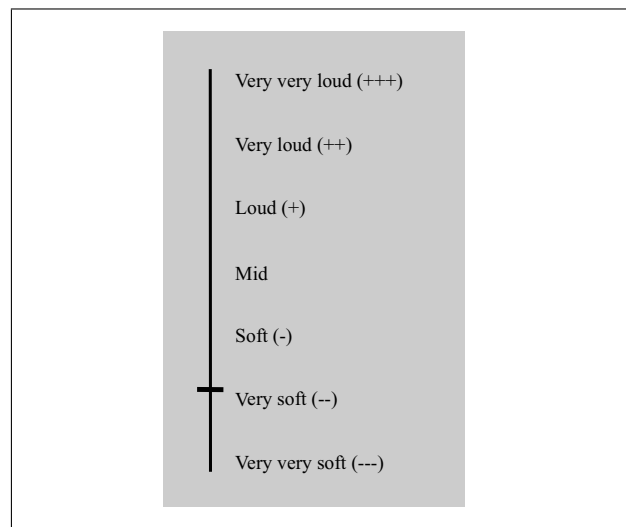 Very very loud (+++)
Very loud (++)
Loud (+)
Mid
Soft (-)
Very soft (--)
Very very soft (---)